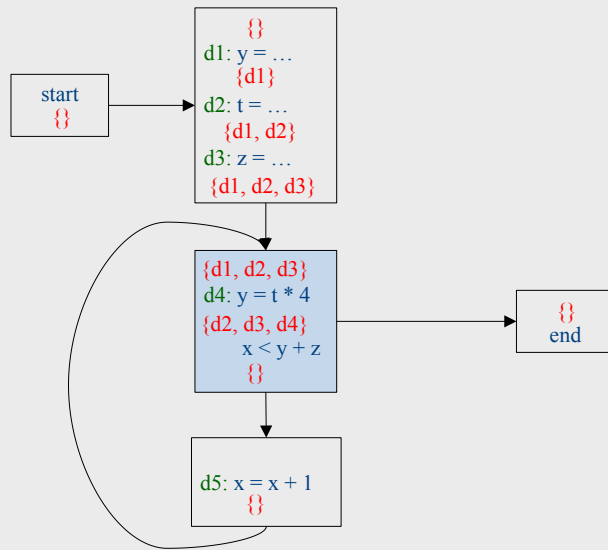 start
{}
{}
d1: y = …
{d1}
d2: t = …
{d1, d2}
d3: z = …
{d1, d2, d3}
{d1, d2, d3}
d4: y = t * 4
{d2, d3, d4}
x < y + z
{}
{}
end
d5: x = x + 1
{}